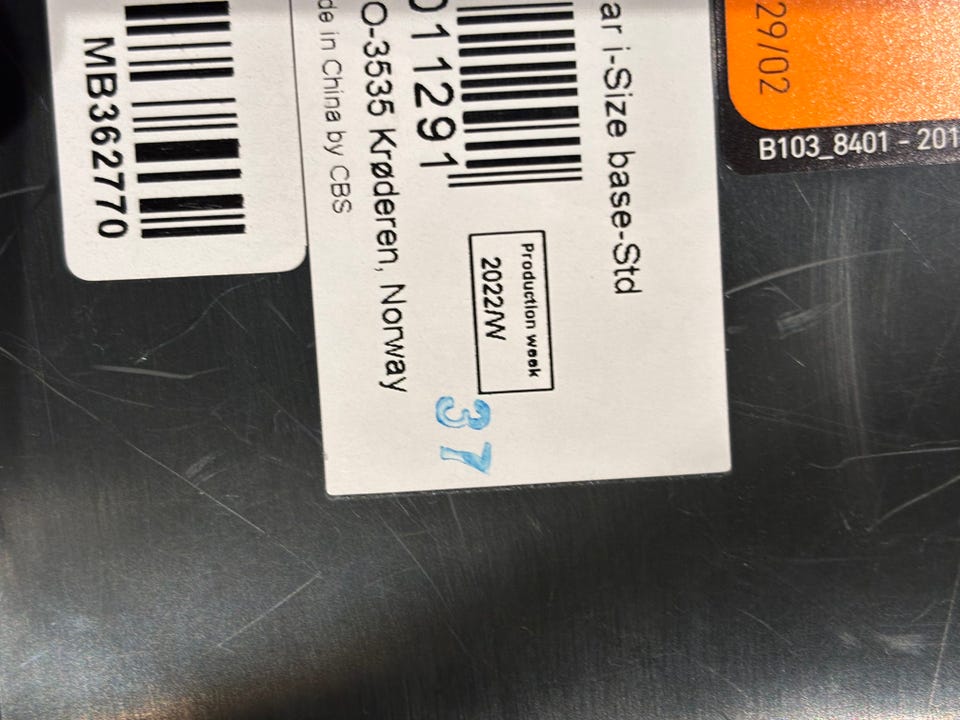 29/02
B103_8401 - 201
ar i-Size base-Std
Production week
2022/W
37
011291
O-3535 Krøderen, Norway
de in China by CBS
MB362770